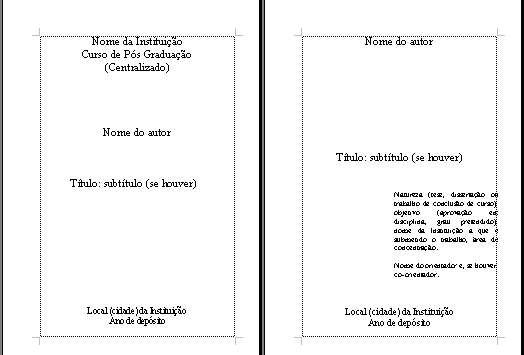 Nome da Instituição
Curso de Pós Graduação
(Centralizado)
Nome do autor
Título: subtítulo (se houver)
Local (cidade) da Instituição
Ano de depósito
Nome do autor
Título: subtítulo (se houver)
Natureza (tese, dissertação ou
trabalho de conclusão de curso),
objetivo (aprovação em
disciplina, grau pretendido)
nome da Instituição a que é
submetido o trabalho, área de
concentração.
Nome do orientador e, se houver
co-orientador.
Local (cidade) da Instituição
Ano de depósito